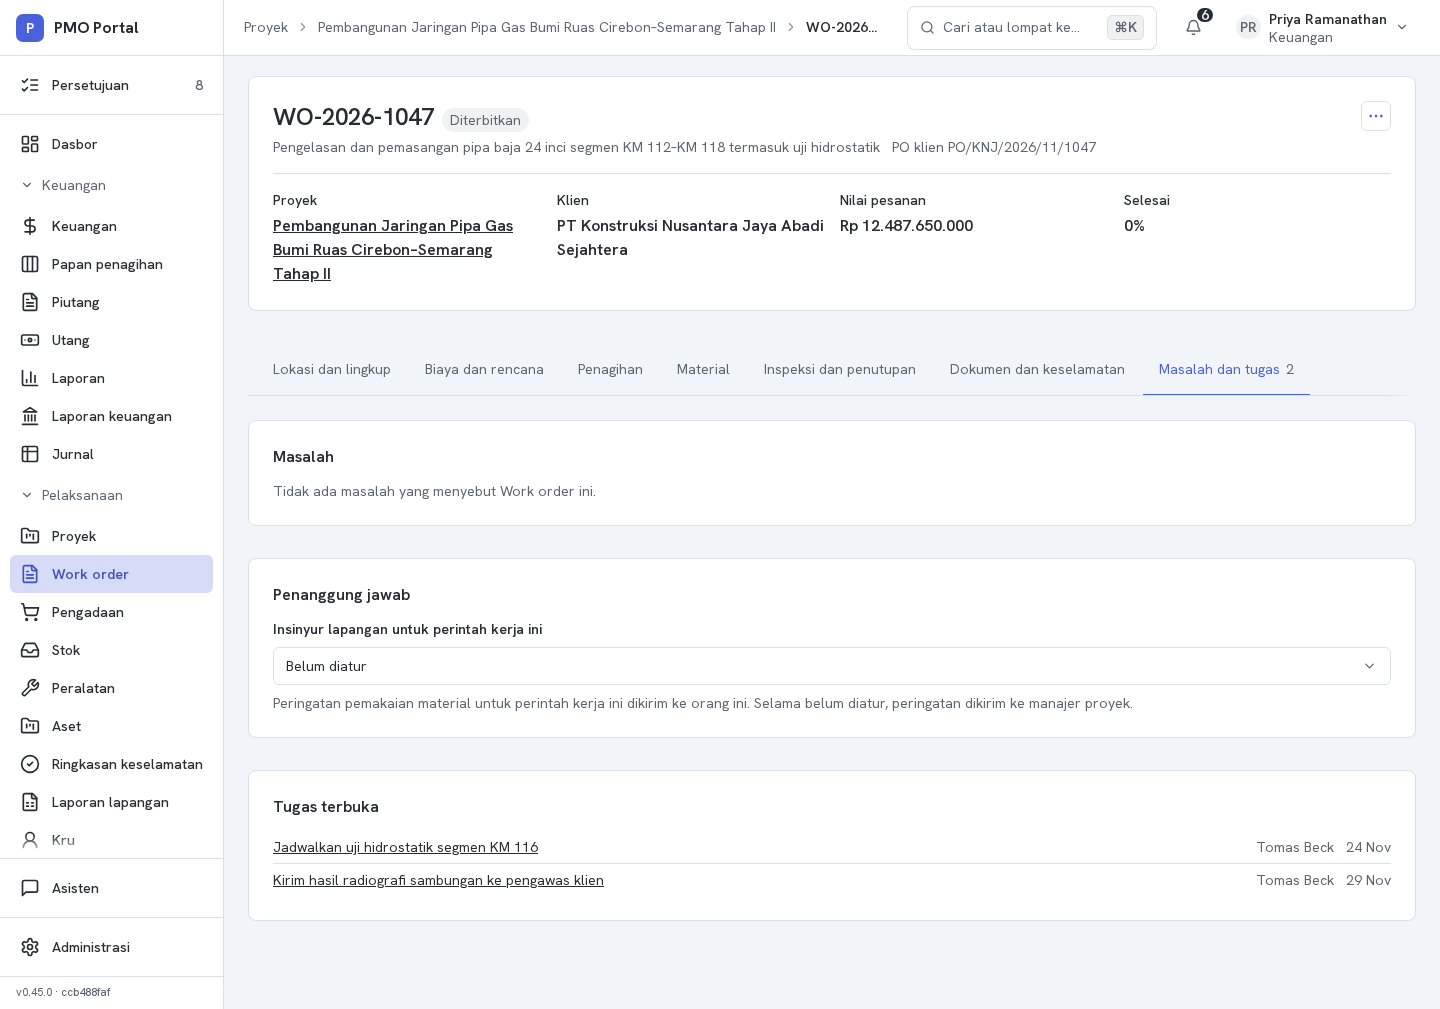 P PMO Portal
Proyek > Pembangunan Jaringan Pipa Gas Bumi Ruas Cirebon–Semarang Tahap II > WO-2026...
Cari atau lompat ke... ⌘K
6
PR Priya Ramanathan
Keuangan
Persetujuan 8
Dasbor
Keuangan
Keuangan
Papan penagihan
Piutang
Utang
Laporan
Laporan keuangan
Jurnal
Pelaksanaan
Proyek
Work order
Pengadaan
Stok
Peralatan
Aset
Ringkasan keselamatan
Laporan lapangan
Kru
Asisten
Administrasi
v0.45.0 · ccb488faf
WO-2026-1047 Diterbitkan
Pengelasan dan pemasangan pipa baja 24 inci segmen KM 112–KM 118 termasuk uji hidrostatik PO klien PO/KNJ/2026/11/1047
Proyek
Pembangunan Jaringan Pipa Gas
Bumi Ruas Cirebon–Semarang
Tahap II
Klien
PT Konstruksi Nusantara Jaya Abadi
Sejahtera
Nilai pesanan
Rp 12.487.650.000
Selesai
0%
Lokasi dan lingkup Biaya dan rencana Penagihan Material Inspeksi dan penutupan Dokumen dan keselamatan Masalah dan tugas 2
Masalah
Tidak ada masalah yang menyebut Work order ini.
Penanggung jawab
Insinyur lapangan untuk perintah kerja ini
Belum diatur
Peringatan pemakaian material untuk perintah kerja ini dikirim ke orang ini. Selama belum diatur, peringatan dikirim ke manajer proyek.
Tugas terbuka
Jadwalkan uji hidrostatik segmen KM 116 Tomas Beck 24 Nov
Kirim hasil radiografi sambungan ke pengawas klien Tomas Beck 29 Nov